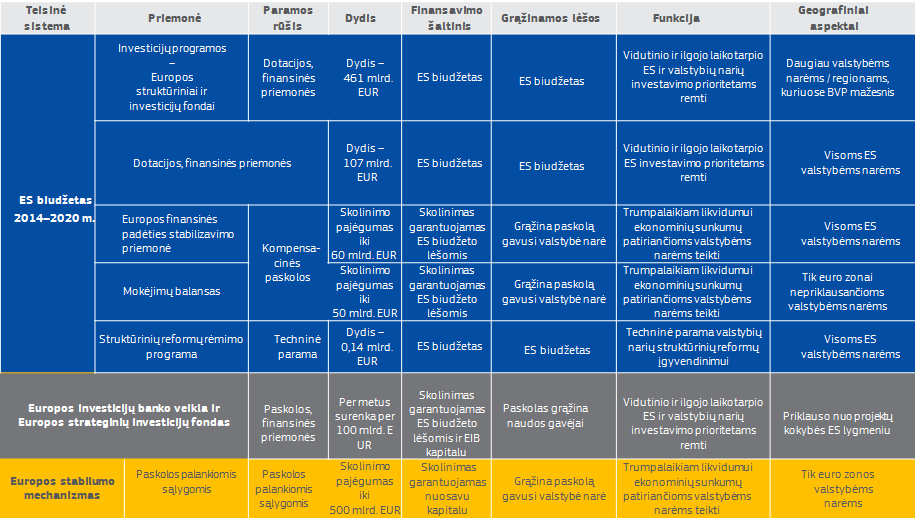 Teisinė
sistema
Priemonė
Paramos
rūšis
Dydis
Finansavimo
šaltinis
Grąžinamos lėšos
Funkcija
Geografiniai
aspektai
ES biudžetas
2014–2020 m.
Investicijų programos
–
Europos
struktūriniai ir
investicijų fondai
Dotacijos,
finansinės
priemonės
Dydis –
461 mlrd.
EUR
ES biudžetas
ES biudžetas
Vidutinio ir ilgojo laikotarpio
ES ir valstybių narių
investavimo prioritetams
remti
Daugiau valstybėms
narėms / regionams,
kuriuose BVP mažesnis
Dotacijos, finansinės priemonės
Dydis –
107 mlrd.
EUR
ES biudžetas
ES biudžetas
Vidutinio ir ilgojo laikotarpio
ES investavimo prioritetams
remti
Visoms ES
valstybėms narėms
Europos finansinės
padėties stabilizavimo
priemonė
Kompensa-
cinės
paskolos
Skolinimo
pajėgumas
iki
60 mlrd. EUR
Skolinimas
garantuojamas
ES biudžeto
lėšomis
Grąžina paskolą
gavusi valstybė narė
Trumpalaikiam likvidumui
ekonominių sunkumų
patiriančioms valstybėms
narėms teikti
Visoms ES
valstybėms narėms
Mokėjimų balansas
Skolinimo
pajėgumas
iki
50 mlrd. EUR
Skolinimas
garantuojamas
ES biudžeto
lėšomis
Grąžina paskolą
gavusi valstybė narė
Trumpalaikiam likvidumui
ekonominių sunkumų
patiriančioms valstybėms
narėms teikti
Tik euro zonai
nepriklausančioms
valstybėms narėms
Struktūrinių reformų rėmimo
programa
Techninė
parama
Dydis –
0,14 mlrd.
EUR
ES biudžetas
ES biudžetas
Techninė parama valstybių
narių struktūrinių reformų
įgyvendinimui
Visoms ES
valstybėms narėms
Europos investicijų banko veikla ir
Europos strateginių investicijų fondas
Paskolos,
finansinės
priemonės
Per metus
surenka per
100 mlrd. E
UR
Skolinimas
garantuojamas
ES biudžeto
lėšomis ir EIB
kapitalu
Paskolas grąžina
naudos gavėjai
Vidutinio ir ilgojo laikotarpio
ES ir valstybių narių
investavimo prioritetams
remti
Priklauso nuo projektų
kokybės ES lygmeniu
Europos stabilumo
mechanizmas
Paskolos palankiomis
sąlygomis
Paskolos
palankiomis
sąlygomis
Skolinimo
pajėgumas
iki
500 mlrd. EUR
Skolinimas
garantuojamas
nuosavu
kapitalu
Grąžina paskolą
gavusi valstybė narė
Trumpalaikiam likvidumui
ekonominių sunkumų
patiriančioms valstybėms
narėms teikti
Tik euro zonos
valstybėms
narėms